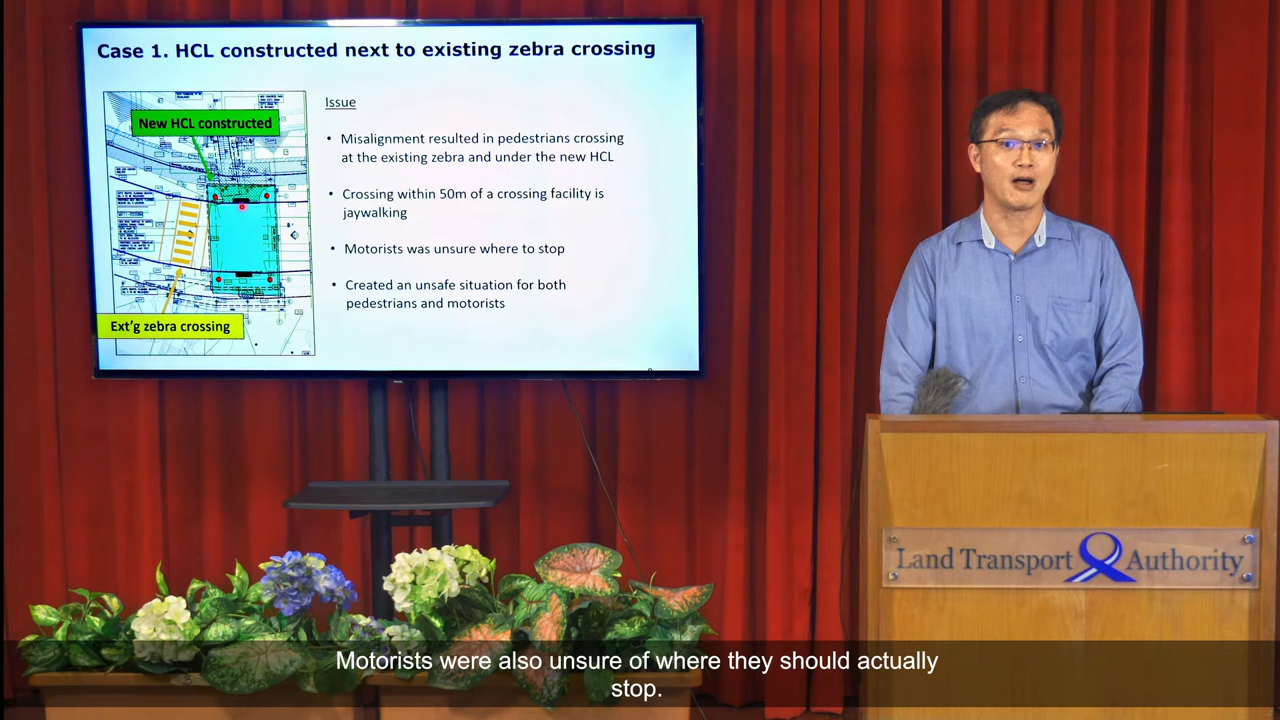 Case 1. HCL constructed next to existing zebra crossing
New HCL constructed
Ext'g zebra crossing
Issue
• Misalignment resulted in pedestrians crossing
at the existing zebra and under the new HCL
• Crossing within 50m of a crossing facility is
jaywalking
• Motorists was unsure where to stop
• Created an unsafe situation for both
pedestrians and motorists
Land Transport Authority
Motorists were also unsure of where they should actually
stop.